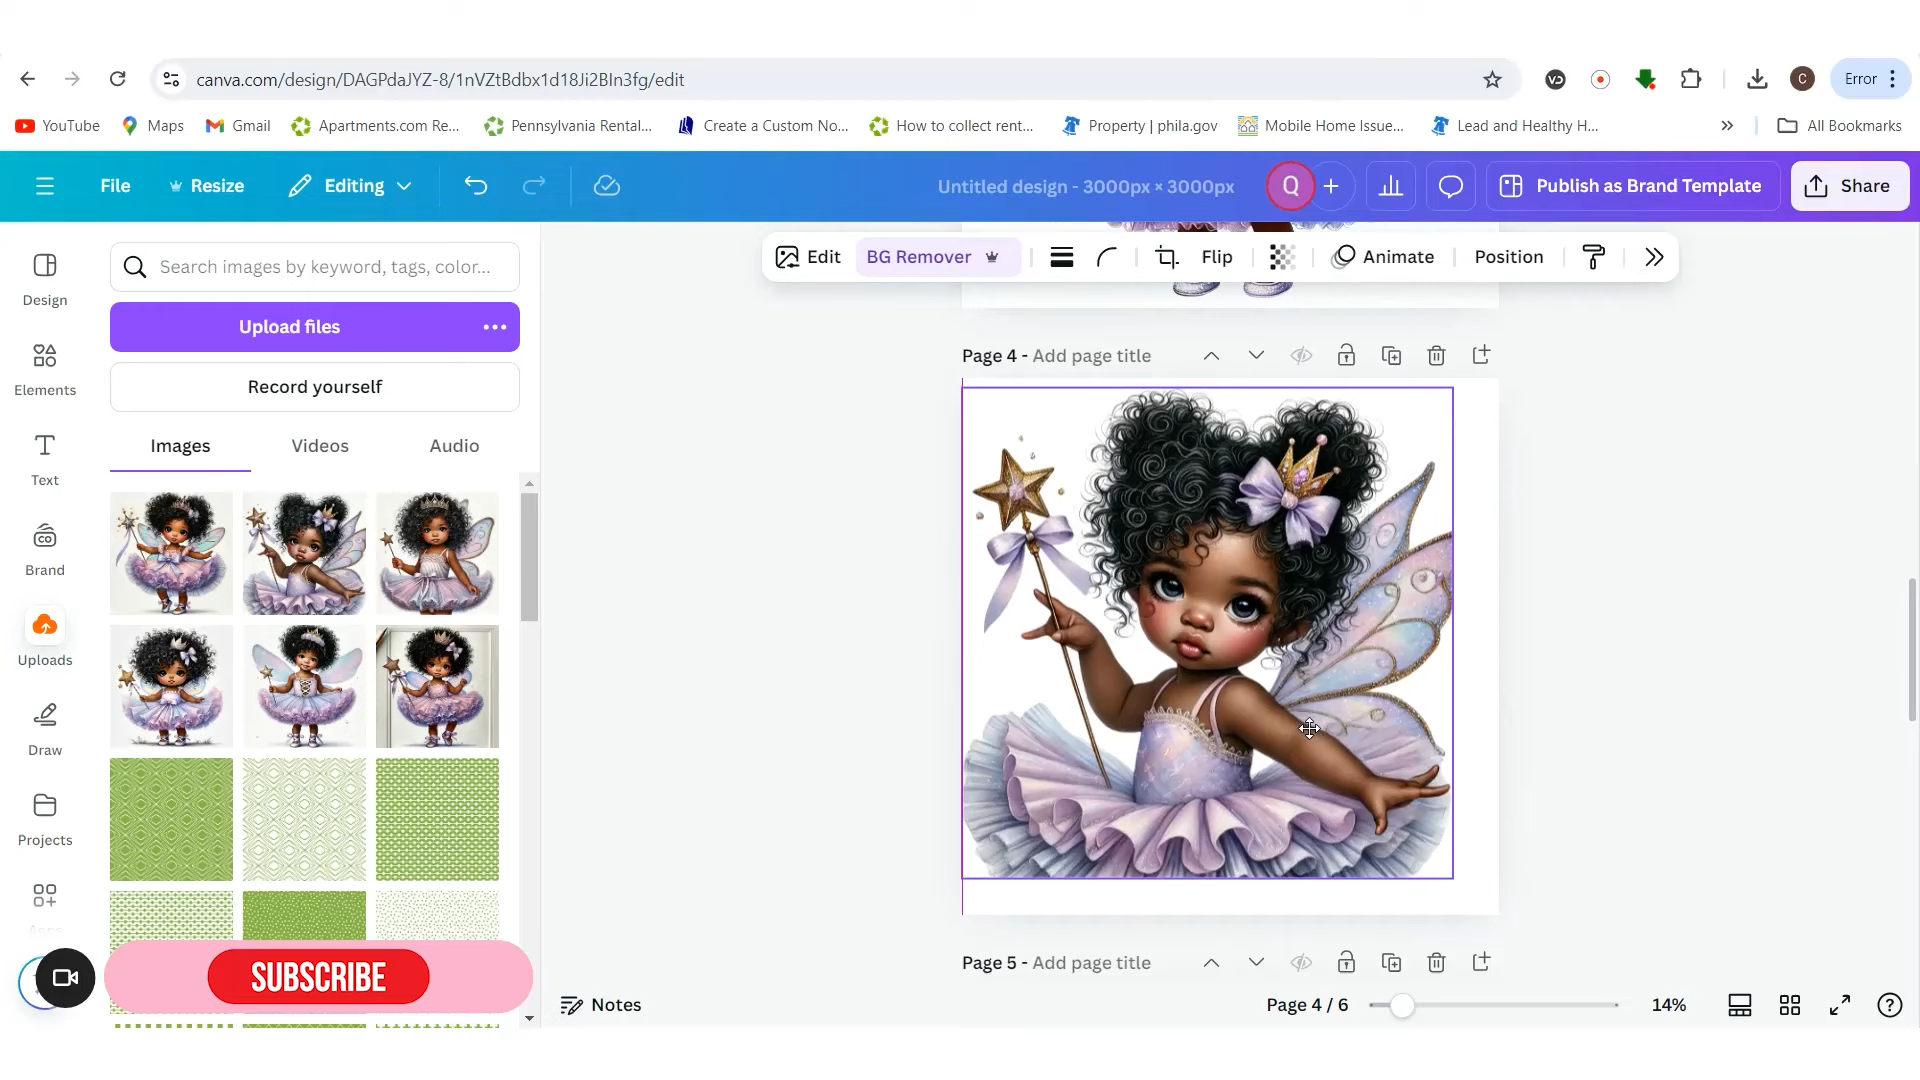 canva.com/design/DAGPdaJYZ-8/1nVZtBdbx1d18Ji2BIn3fg/edit
C
Error
YouTube
Maps
Gmail
Apartments.com Re...
Pennsylvania Rental...
Create a Custom No...
How to collect rent...
Property | phila.gov
Mobile Home Issue...
Lead and Healthy H...
All Bookmarks
File
Resize
Editing
Untitled design - 3000px × 3000px
Q
Publish as Brand Template
Share
Edit
BG Remover
Flip
Animate
Position
Search images by keyword, tags, color...
Upload files
Record yourself
Images
Videos
Audio
Design
Elements
Text
Brand
Uploads
Draw
Projects
Apps
Page 4 - Add page title
Page 5 - Add page title
SUBSCRIBE
Notes
Page 4 / 6
14%